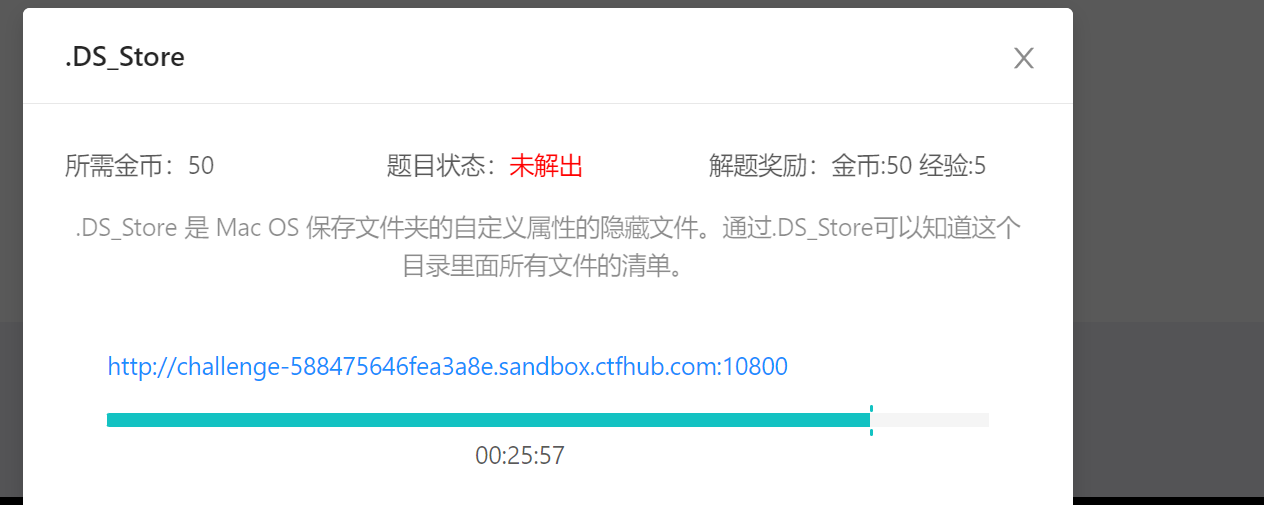 .DS_Store
所需金币：50 题目状态：未解出 解题奖励：金币:50 经验:5
.DS_Store 是 Mac OS 保存文件夹的自定义属性的隐藏文件。通过.DS_Store可以知道这个
目录里面所有文件的清单。
http://challenge-588475646fea3a8e.sandbox.ctfhub.com:10800
00:25:57